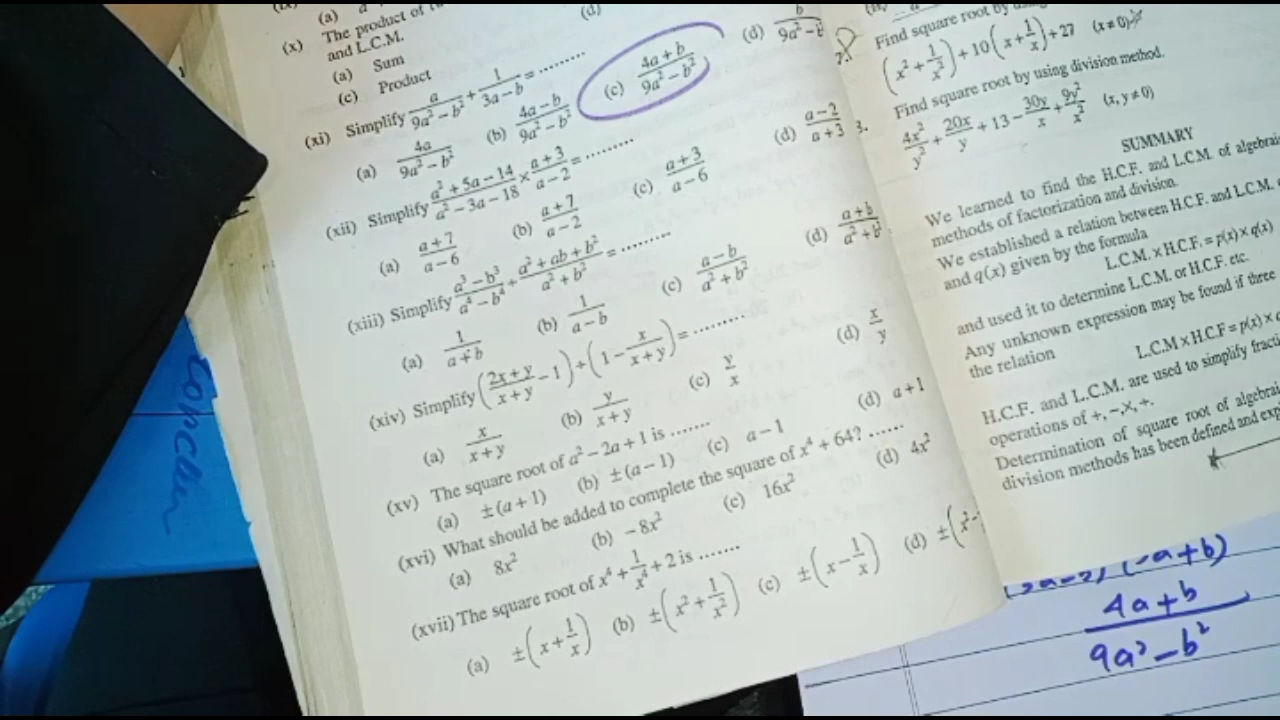 (a) a
(d)
(x) The product of
and L.C.M.
(a) Sum
(c) Product
(xi) Simplify a/(9a² − b²) + 1/(3a − b) = .........
(a) 4a/(9a² − b²) (b) (4a − b)/(9a² − b²) (c) (4a + b)/(9a² − b²) (d) b/(9a² − b
(xii) Simplify (a² + 5a − 14)/(a² − 3a − 18) × (a + 3)/(a − 2) = .........
(a) (a + 7)/(a − 6) (b) (a + 7)/(a − 2) (c) (a + 3)/(a − 6) (d) (a − 2)/(a + 3)
(xiii) Simplify (a³ − b³)/(a⁴ − b⁴) ÷ (a² + ab + b²)/(a² + b²) = .........
(a) 1/(a + b) (b) 1/(a − b) (c) (a − b)/(a² + b²) (d) (a + b)/(a² + b²)
(xiv) Simplify ((2x + y)/(x + y) − 1) ÷ (1 − x/(x + y)) = .........
(a) x/(x + y) (b) y/(x + y) (c) y/x (d) x/y
(xv) The square root of a² − 2a + 1 is .......
(a) ±(a + 1) (b) ±(a − 1) (c) a − 1 (d) a + 1
(xvi) What should be added to complete the square of x⁴ + 64? ......
(a) 8x² (b) −8x² (c) 16x² (d) 4x²
(xvii) The square root of x⁴ + 1/x⁴ + 2 is .......
(a) ±(x + 1/x) (b) ±(x² + 1/x²) (c) ±(x − 1/x) (d) ±(x² −
Find square root by
(x² + 1/x²) + 10(x + 1/x) + 27 (x ≠ 0)
Find square root by using division method.
3.
4x²/y² + 20x/y + 13 − 30y/x + 9y²/x² (x, y ≠ 0)
SUMMARY
We learned to find the H.C.F. and L.C.M. of
methods of factorization and division.
We established a relation between H.C.F. and L.C.M.
and q(x) given by the formula
L.C.M. × H.C.F. = p(x) × q(x)
and used it to determine L.C.M. or H.C.F. etc.
Any unknown expression may be found if three
the relation
L.C.M × H.C.F = p(x) ×
H.C.F. and L.C.M. are used to simplify
operations of +, −, ×, ÷.
Determination of square root of
division methods has been defined and
4a + b
9a² − b²